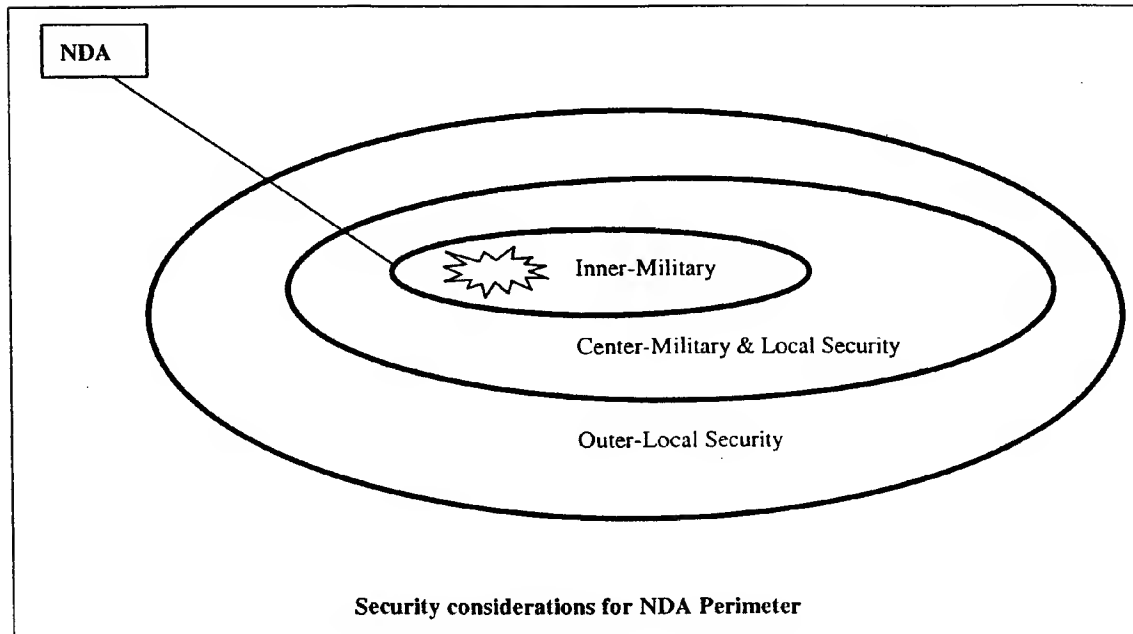 NDA
Inner-Military
Center-Military & Local Security
Outer-Local Security
Security considerations for NDA Perimeter